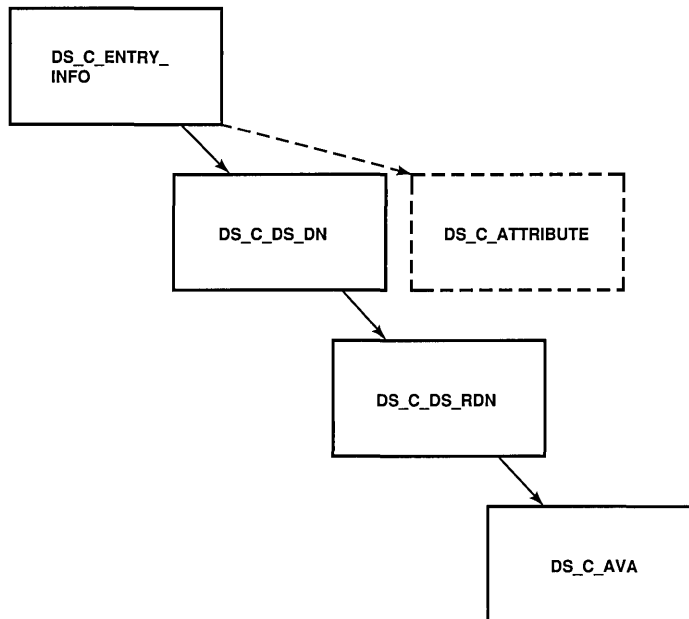 DS_C_ENTRY_
INFO
DS_C_DS_DN
DS_C_ATTRIBUTE
DS_C_DS_RDN
DS_C_AVA